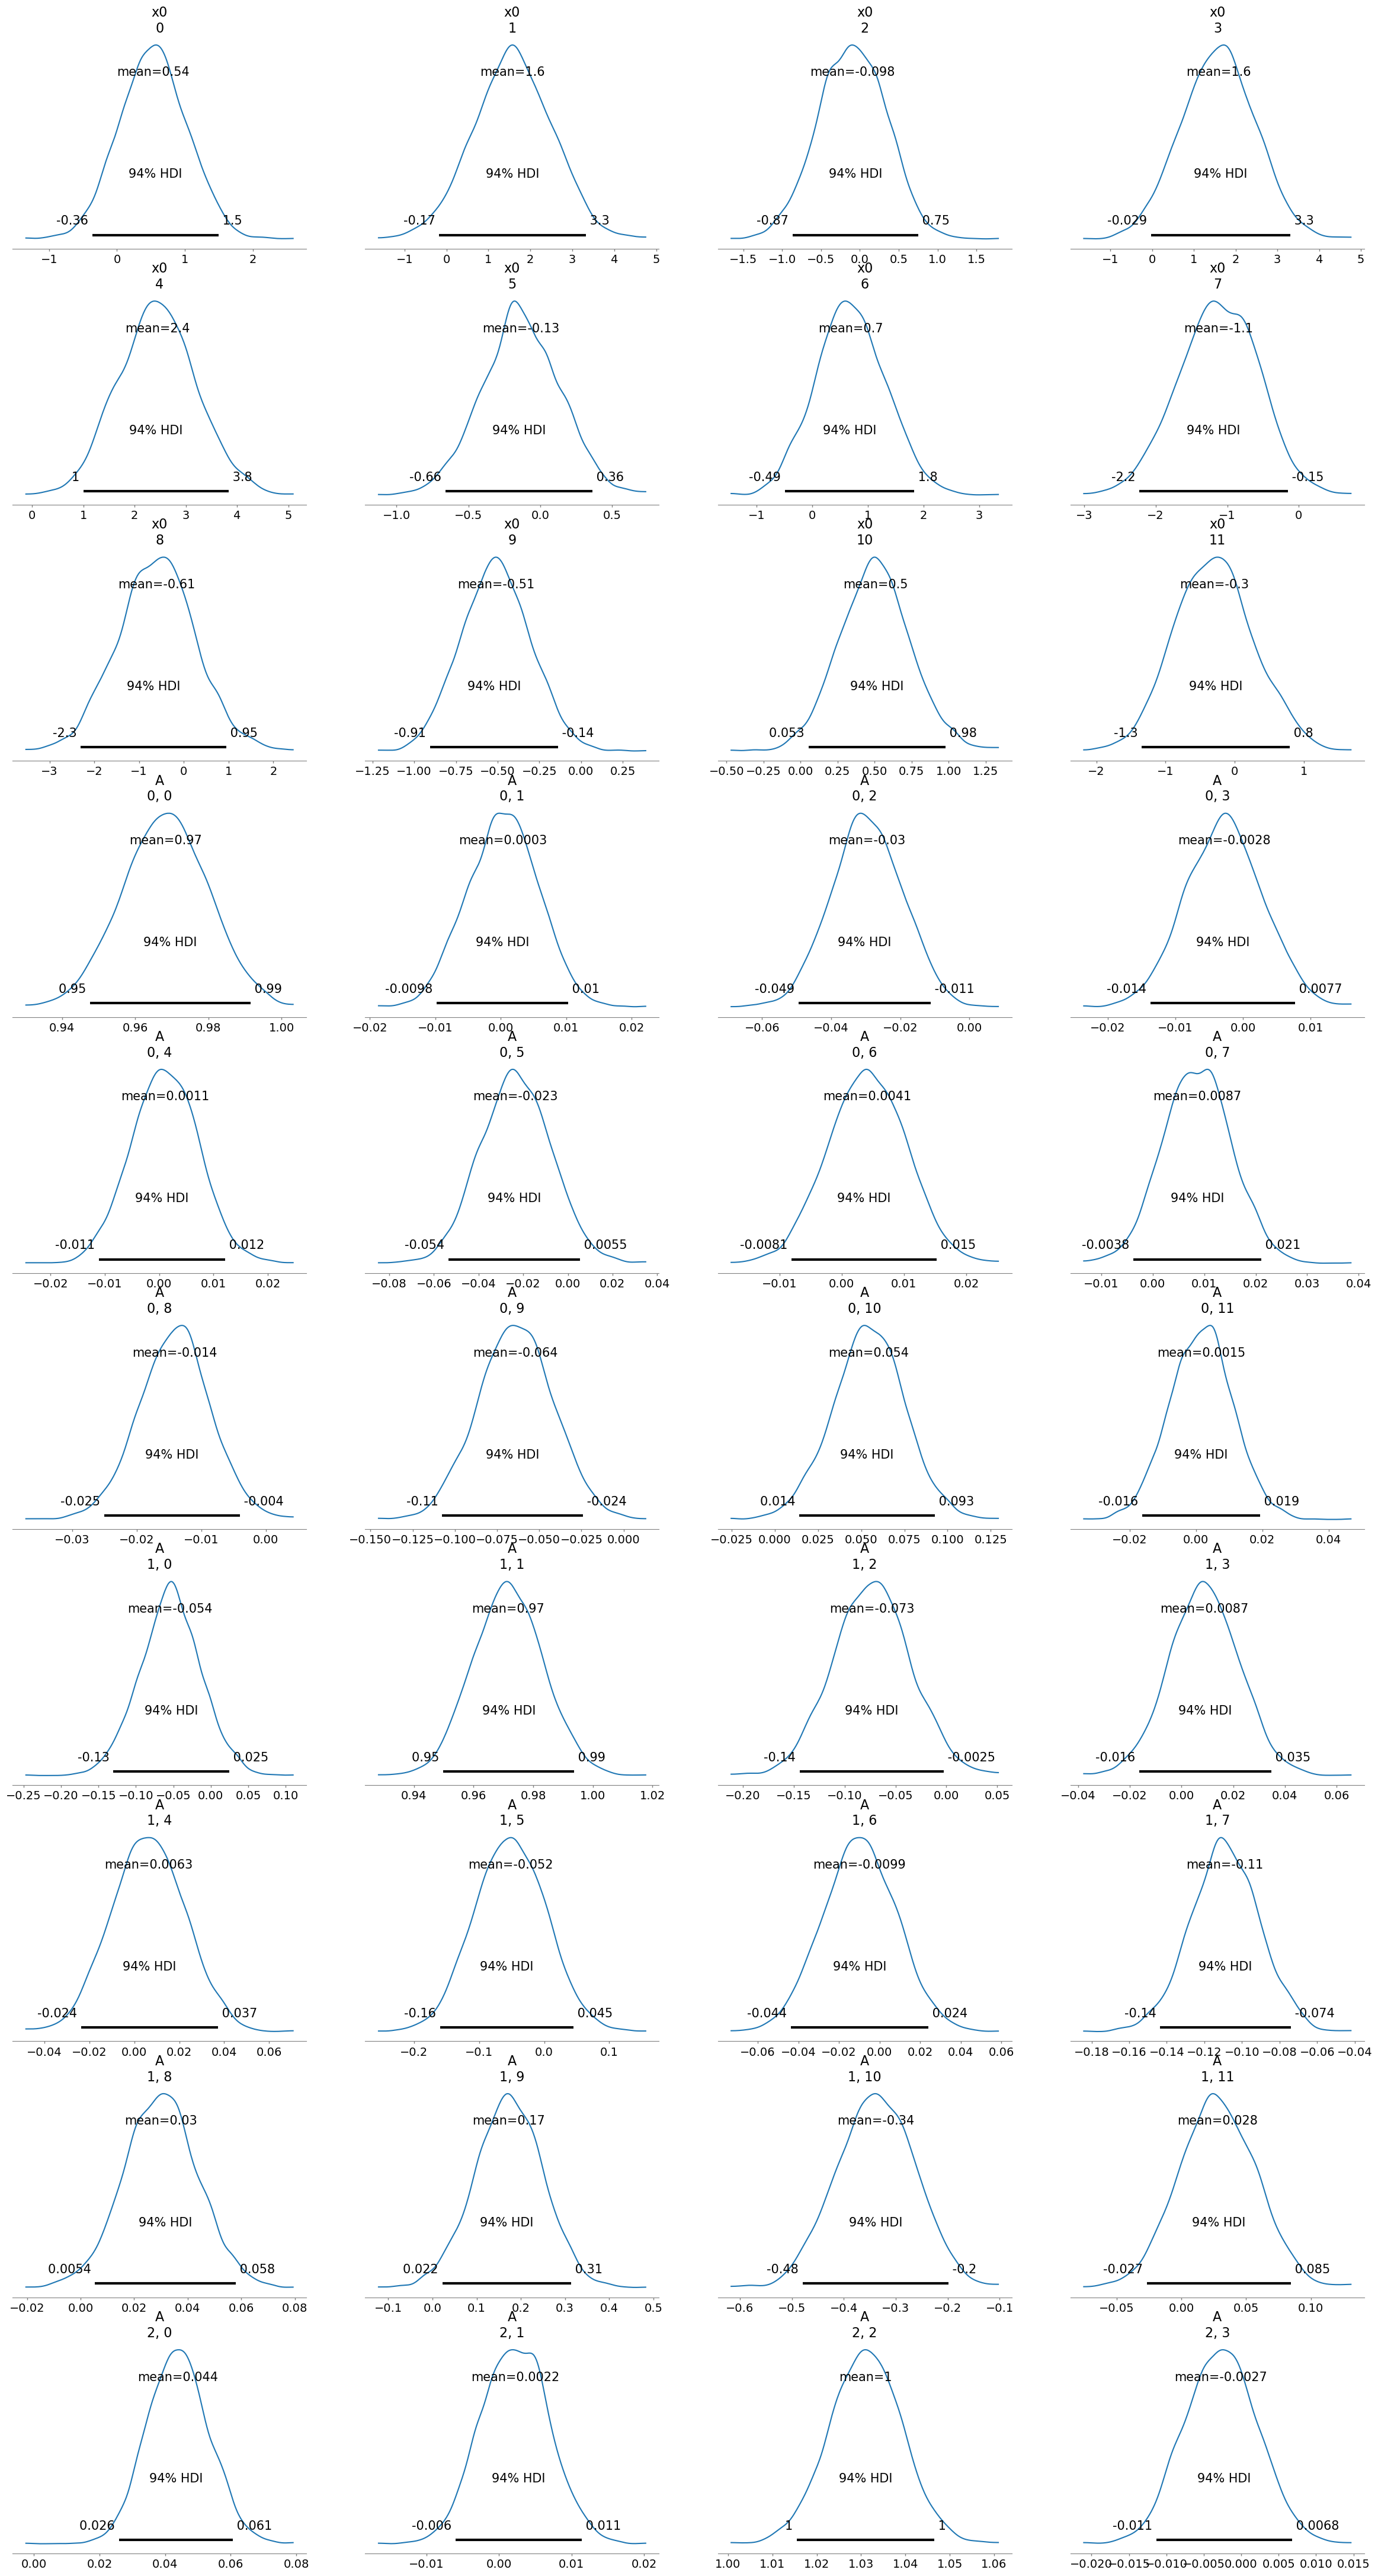 x0
0
mean=0.54
94% HDI
-0.36 1.5
−1 0 1 2
x0
1
mean=1.6
94% HDI
-0.17 3.3
−1 0 1 2 3 4 5
x0
2
mean=-0.098
94% HDI
-0.87 0.75
−1.5 −1.0 −0.5 0.0 0.5 1.0 1.5
x0
3
mean=1.6
94% HDI
-0.029 3.3
−1 0 1 2 3 4 5
x0
4
mean=2.4
94% HDI
1 3.8
0 1 2 3 4 5
x0
5
mean=-0.13
94% HDI
-0.66 0.36
−1.0 −0.5 0.0 0.5
x0
6
mean=0.7
94% HDI
-0.49 1.8
−1 0 1 2 3
x0
7
mean=-1.1
94% HDI
-2.2 -0.15
−3 −2 −1 0
x0
8
mean=-0.61
94% HDI
-2.3 0.95
−3 −2 −1 0 1 2
x0
9
mean=-0.51
94% HDI
-0.91 -0.14
−1.25 −1.00 −0.75 −0.50 −0.25 0.00 0.25
x0
10
mean=0.5
94% HDI
0.053 0.98
−0.50 −0.25 0.00 0.25 0.50 0.75 1.00 1.25
x0
11
mean=-0.3
94% HDI
-1.3 0.8
−2 −1 0 1
A
0, 0
mean=0.97
94% HDI
0.95 0.99
0.94 0.96 0.98 1.00
A
0, 1
mean=0.0003
94% HDI
-0.0098 0.01
−0.02 −0.01 0.00 0.01 0.02
A
0, 2
mean=-0.03
94% HDI
-0.049 -0.011
−0.06 −0.04 −0.02 0.00
A
0, 3
mean=-0.0028
94% HDI
-0.014 0.0077
−0.02 −0.01 0.00 0.01
A
0, 4
mean=0.0011
94% HDI
-0.011 0.012
−0.02 −0.01 0.00 0.01 0.02
A
0, 5
mean=-0.023
94% HDI
-0.054 0.0055
−0.08 −0.06 −0.04 −0.02 0.00 0.02 0.04
A
0, 6
mean=0.0041
94% HDI
-0.0081 0.015
−0.01 0.00 0.01 0.02
A
0, 7
mean=0.0087
94% HDI
-0.0038 0.021
−0.01 0.00 0.01 0.02 0.03 0.04
A
0, 8
mean=-0.014
94% HDI
-0.025 -0.004
−0.03 −0.02 −0.01 0.00
A
0, 9
mean=-0.064
94% HDI
-0.11 -0.024
−0.150 −0.125 −0.100 −0.075 −0.050 −0.025 0.000
A
0, 10
mean=0.054
94% HDI
0.014 0.093
−0.025 0.000 0.025 0.050 0.075 0.100 0.125
A
0, 11
mean=0.0015
94% HDI
-0.016 0.019
−0.02 0.00 0.02 0.04
A
1, 0
mean=-0.054
94% HDI
-0.13 0.025
−0.25 −0.20 −0.15 −0.10 −0.05 0.00 0.05 0.10
A
1, 1
mean=0.97
94% HDI
0.95 0.99
0.94 0.96 0.98 1.00 1.02
A
1, 2
mean=-0.073
94% HDI
-0.14 -0.0025
−0.20 −0.15 −0.10 −0.05 0.00 0.05
A
1, 3
mean=0.0087
94% HDI
-0.016 0.035
−0.04 −0.02 0.00 0.02 0.04 0.06
A
1, 4
mean=0.0063
94% HDI
-0.024 0.037
−0.04 −0.02 0.00 0.02 0.04 0.06
A
1, 5
mean=-0.052
94% HDI
-0.16 0.045
−0.2 −0.1 0.0 0.1
A
1, 6
mean=-0.0099
94% HDI
-0.044 0.024
−0.06 −0.04 −0.02 0.00 0.02 0.04 0.06
A
1, 7
mean=-0.11
94% HDI
-0.14 -0.074
−0.18 −0.16 −0.14 −0.12 −0.10 −0.08 −0.06 −0.04
A
1, 8
mean=0.03
94% HDI
0.0054 0.058
−0.02 0.00 0.02 0.04 0.06 0.08
A
1, 9
mean=0.17
94% HDI
0.022 0.31
−0.1 0.0 0.1 0.2 0.3 0.4 0.5
A
1, 10
mean=-0.34
94% HDI
-0.48 -0.2
−0.6 −0.5 −0.4 −0.3 −0.2 −0.1
A
1, 11
mean=0.028
94% HDI
-0.027 0.085
−0.05 0.00 0.05 0.10
A
2, 0
mean=0.044
94% HDI
0.026 0.061
0.00 0.02 0.04 0.06 0.08
A
2, 1
mean=0.0022
94% HDI
-0.006 0.011
−0.01 0.00 0.01 0.02
A
2, 2
mean=1
94% HDI
1 1
1.00 1.01 1.02 1.03 1.04 1.05 1.06
A
2, 3
mean=-0.0027
94% HDI
-0.011 0.0068
−0.020 −0.015 −0.010 −0.005 0.000 0.005 0.010 0.015